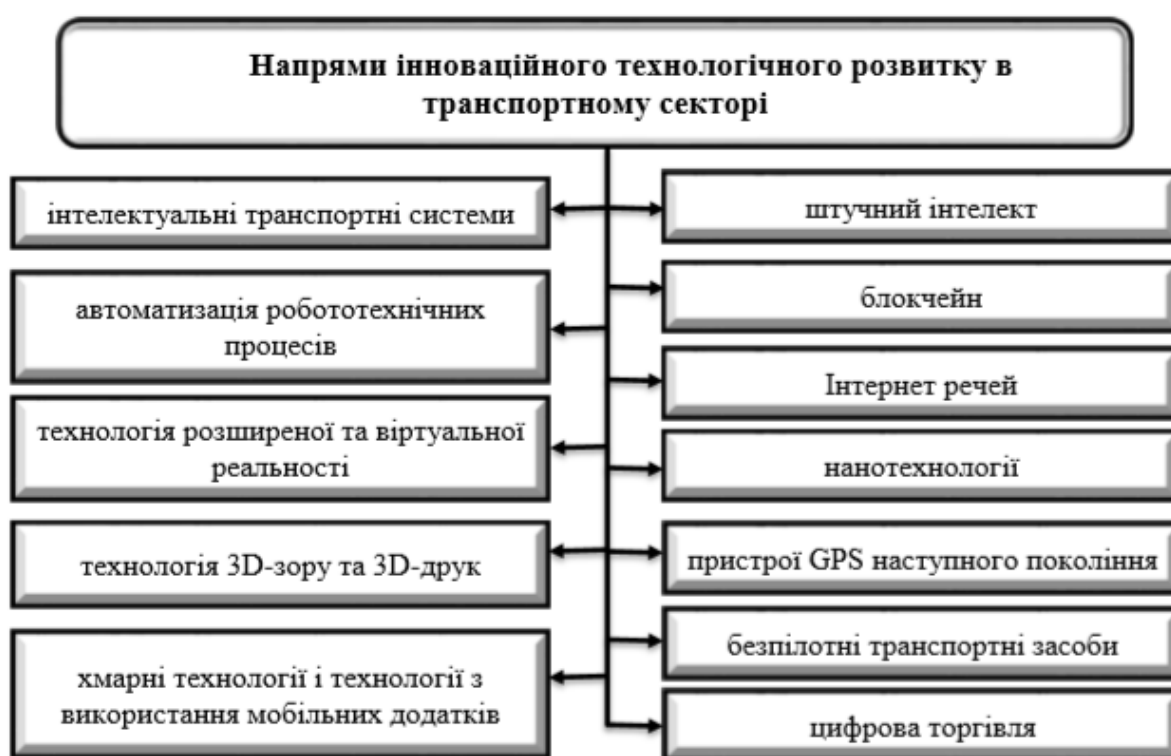 Напрями інноваційного технологічного розвитку в
транспортному секторі
інтелектуальні транспортні системи
автоматизація робототехнічних
процесів
технологія розширеної та віртуальної
реальності
технологія 3D-зору та 3D-друк
хмарні технології і технології з
використання мобільних додатків
штучний інтелект
блокчейн
Інтернет речей
нанотехнології
пристрої GPS наступного покоління
безпілотні транспортні засоби
цифрова торгівля